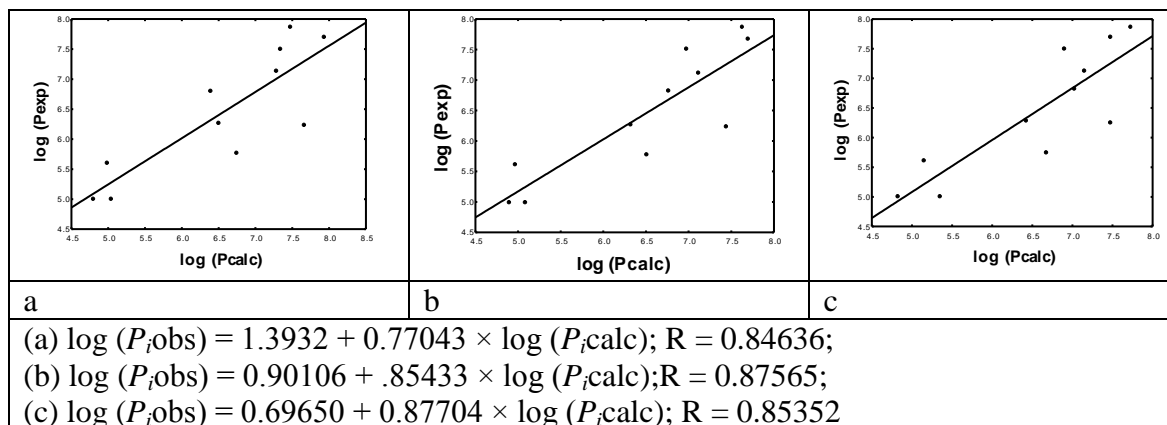 8.0
7.5
7.0
6.5
6.0
5.5
5.0
4.5
log (Pexp)
4.5 5.0 5.5 6.0 6.5 7.0 7.5 8.0 8.5
log (Pcalc)
8.0
7.5
7.0
6.5
6.0
5.5
5.0
4.5
log (Pexp)
4.5 5.0 5.5 6.0 6.5 7.0 7.5 8.0
log (Pcalc)
8.0
7.5
7.0
6.5
6.0
5.5
5.0
4.5
log (Pexp)
4.5 5.0 5.5 6.0 6.5 7.0 7.5 8.0
log (Pcalc)
a b c
(a) log (Piobs) = 1.3932 + 0.77043 × log (Picalc); R = 0.84636;
(b) log (Piobs) = 0.90106 + .85433 × log (Picalc);R = 0.87565;
(c) log (Piobs) = 0.69650 + 0.87704 × log (Picalc); R = 0.85352